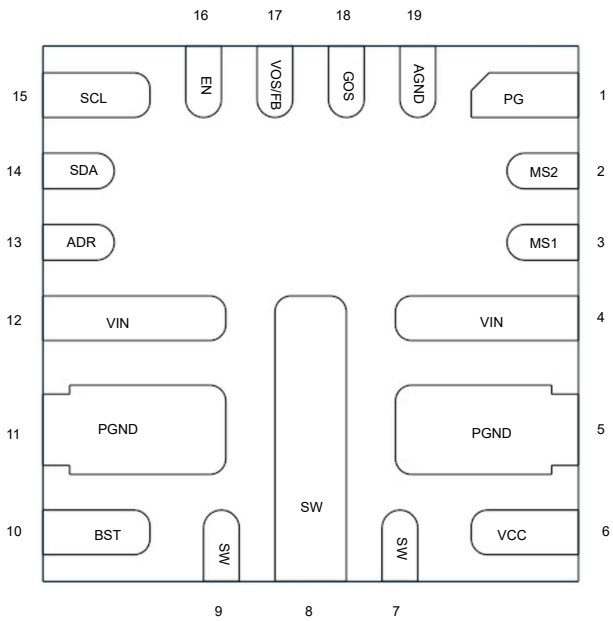 16 17 18 19
EN VOS/FB GOS AGND
15 SCL PG 1
14 SDA MS2 2
13 ADR MS1 3
12 VIN VIN 4
11 PGND PGND 5
SW
10 BST VCC 6
SW SW
9 8 7